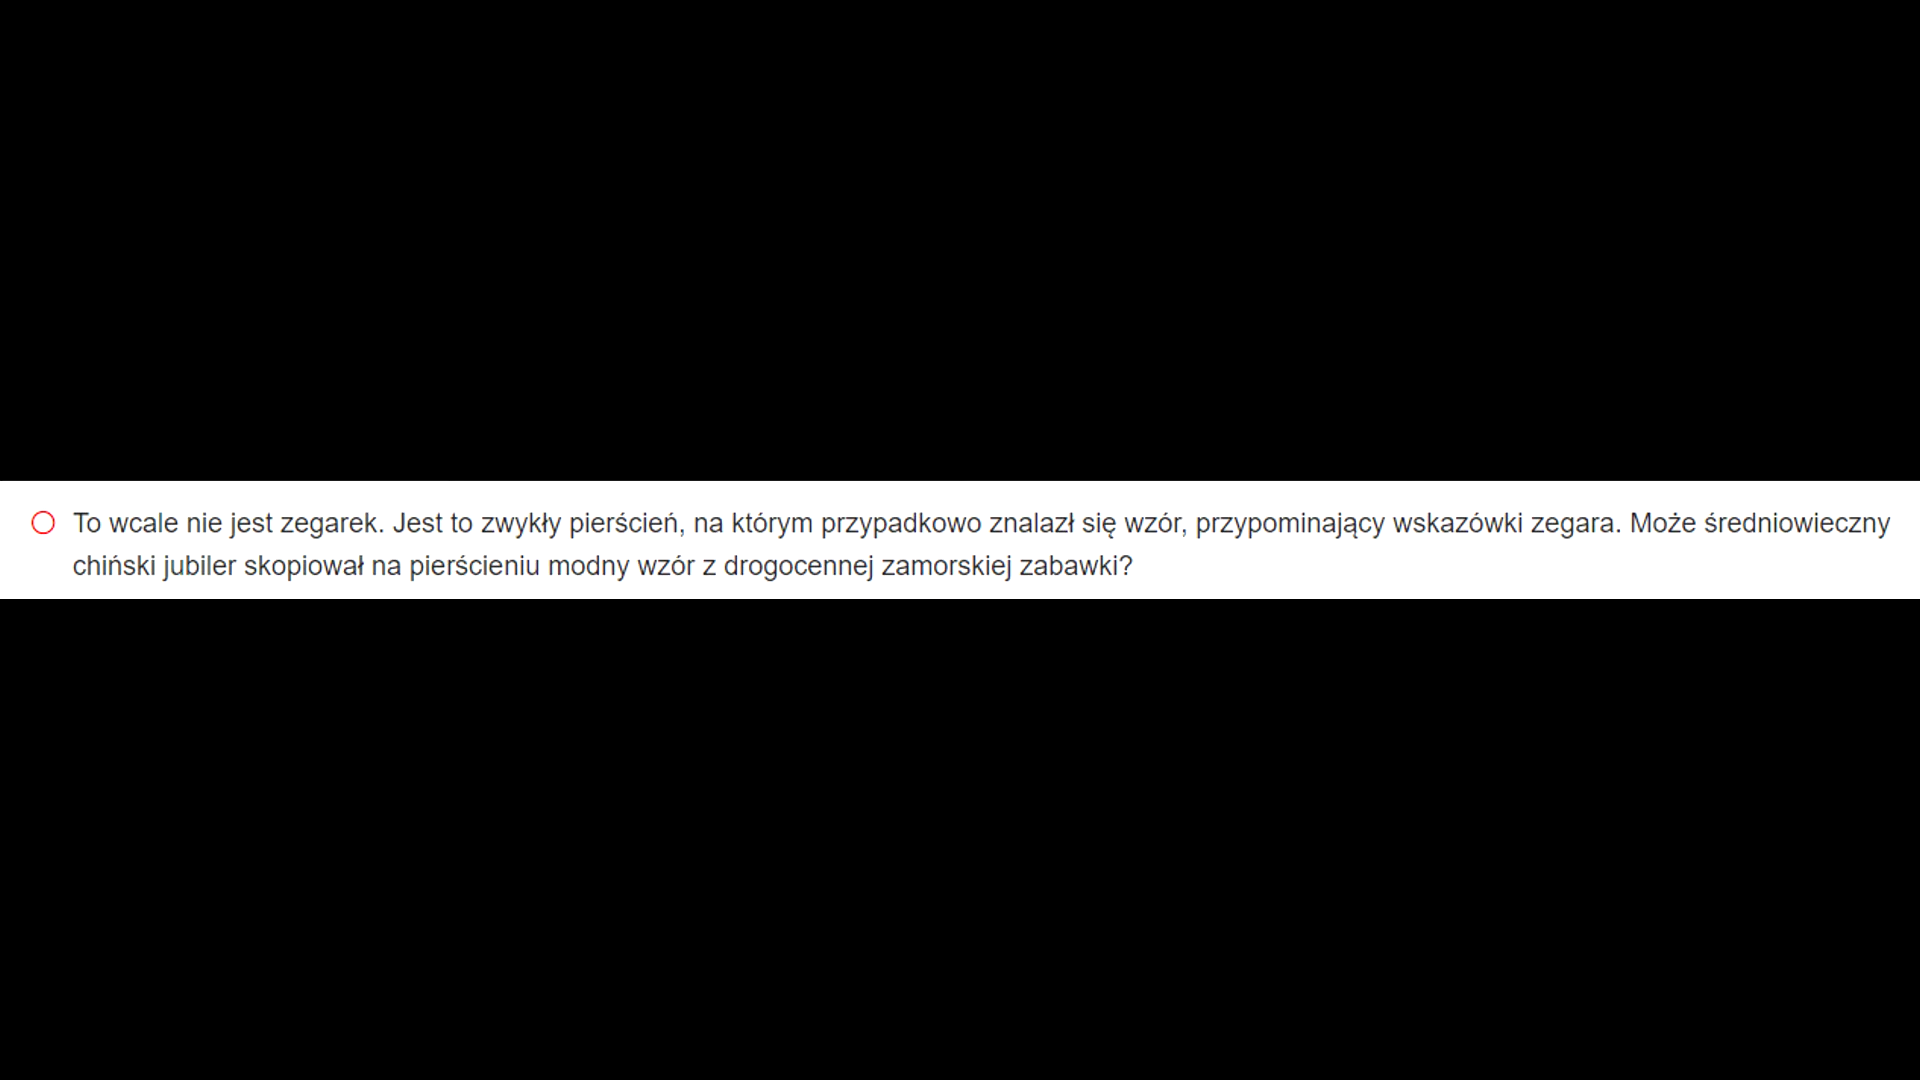 To wcale nie jest zegarek. Jest to zwykły pierścień, na którym przypadkowo znalazł się wzór, przypominający wskazówki zegara. Może średniowieczny
chiński jubiler skopiował na pierścieniu modny wzór z drogocennej zamorskiej zabawki?